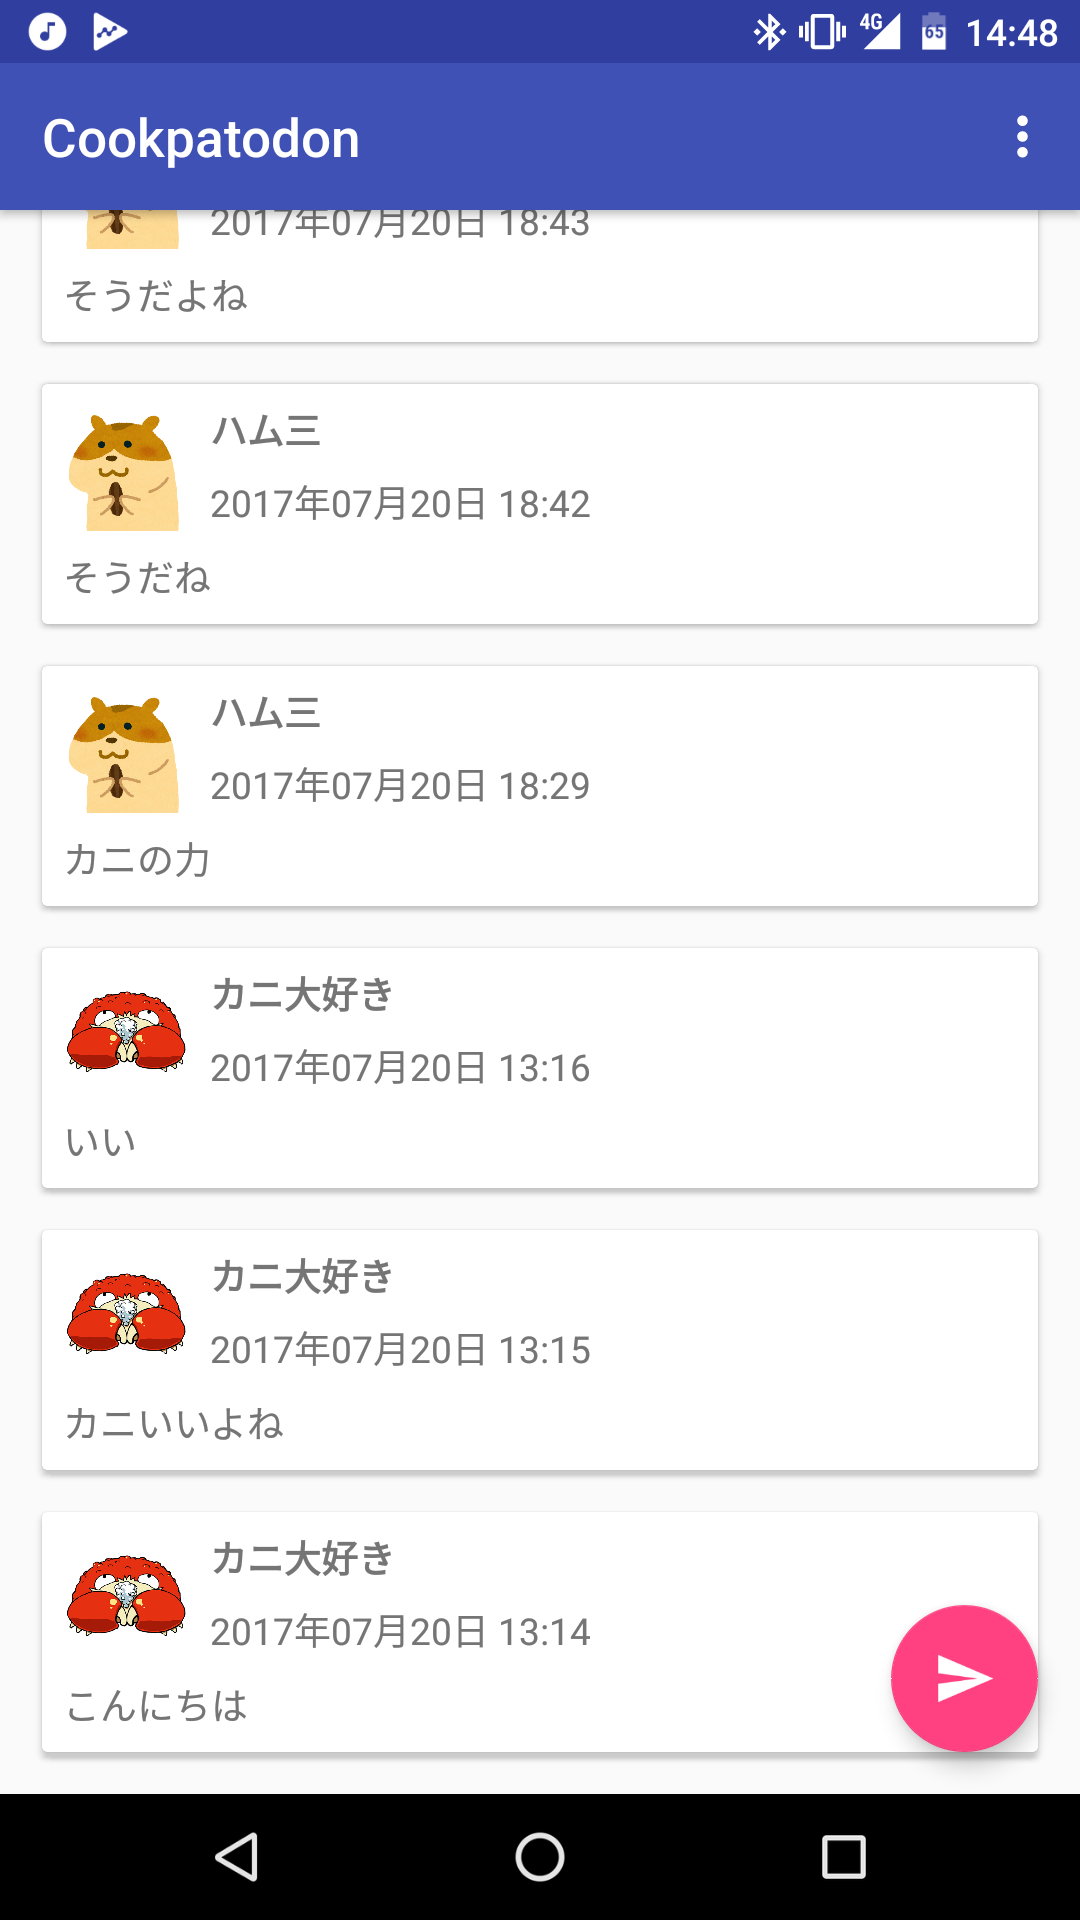 4G 65 14:48
Cookpatodon
2017年07月20日 18:43
そうだよね
ハム三
2017年07月20日 18:42
そうだね
ハム三
2017年07月20日 18:29
カニの力
カニ大好き
2017年07月20日 13:16
いい
カニ大好き
2017年07月20日 13:15
カニいいよね
カニ大好き
2017年07月20日 13:14
こんにちは